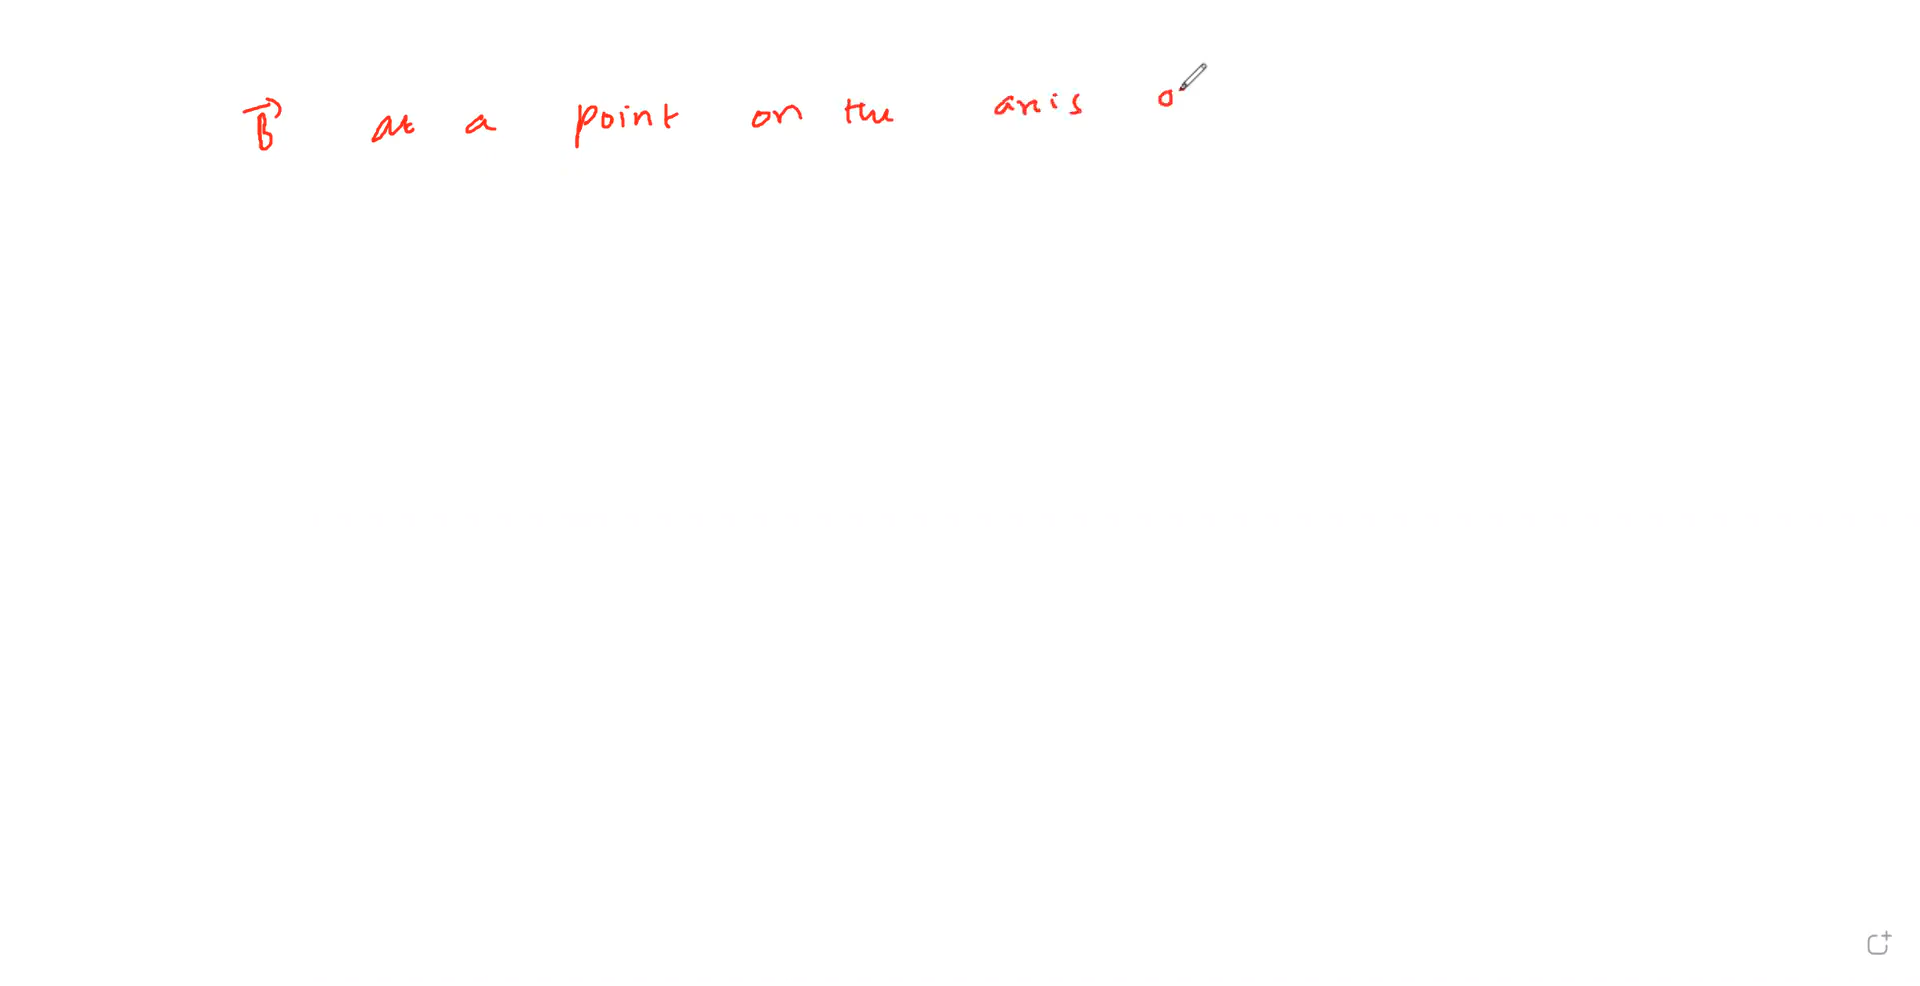 B⃗ at a point on the axis o